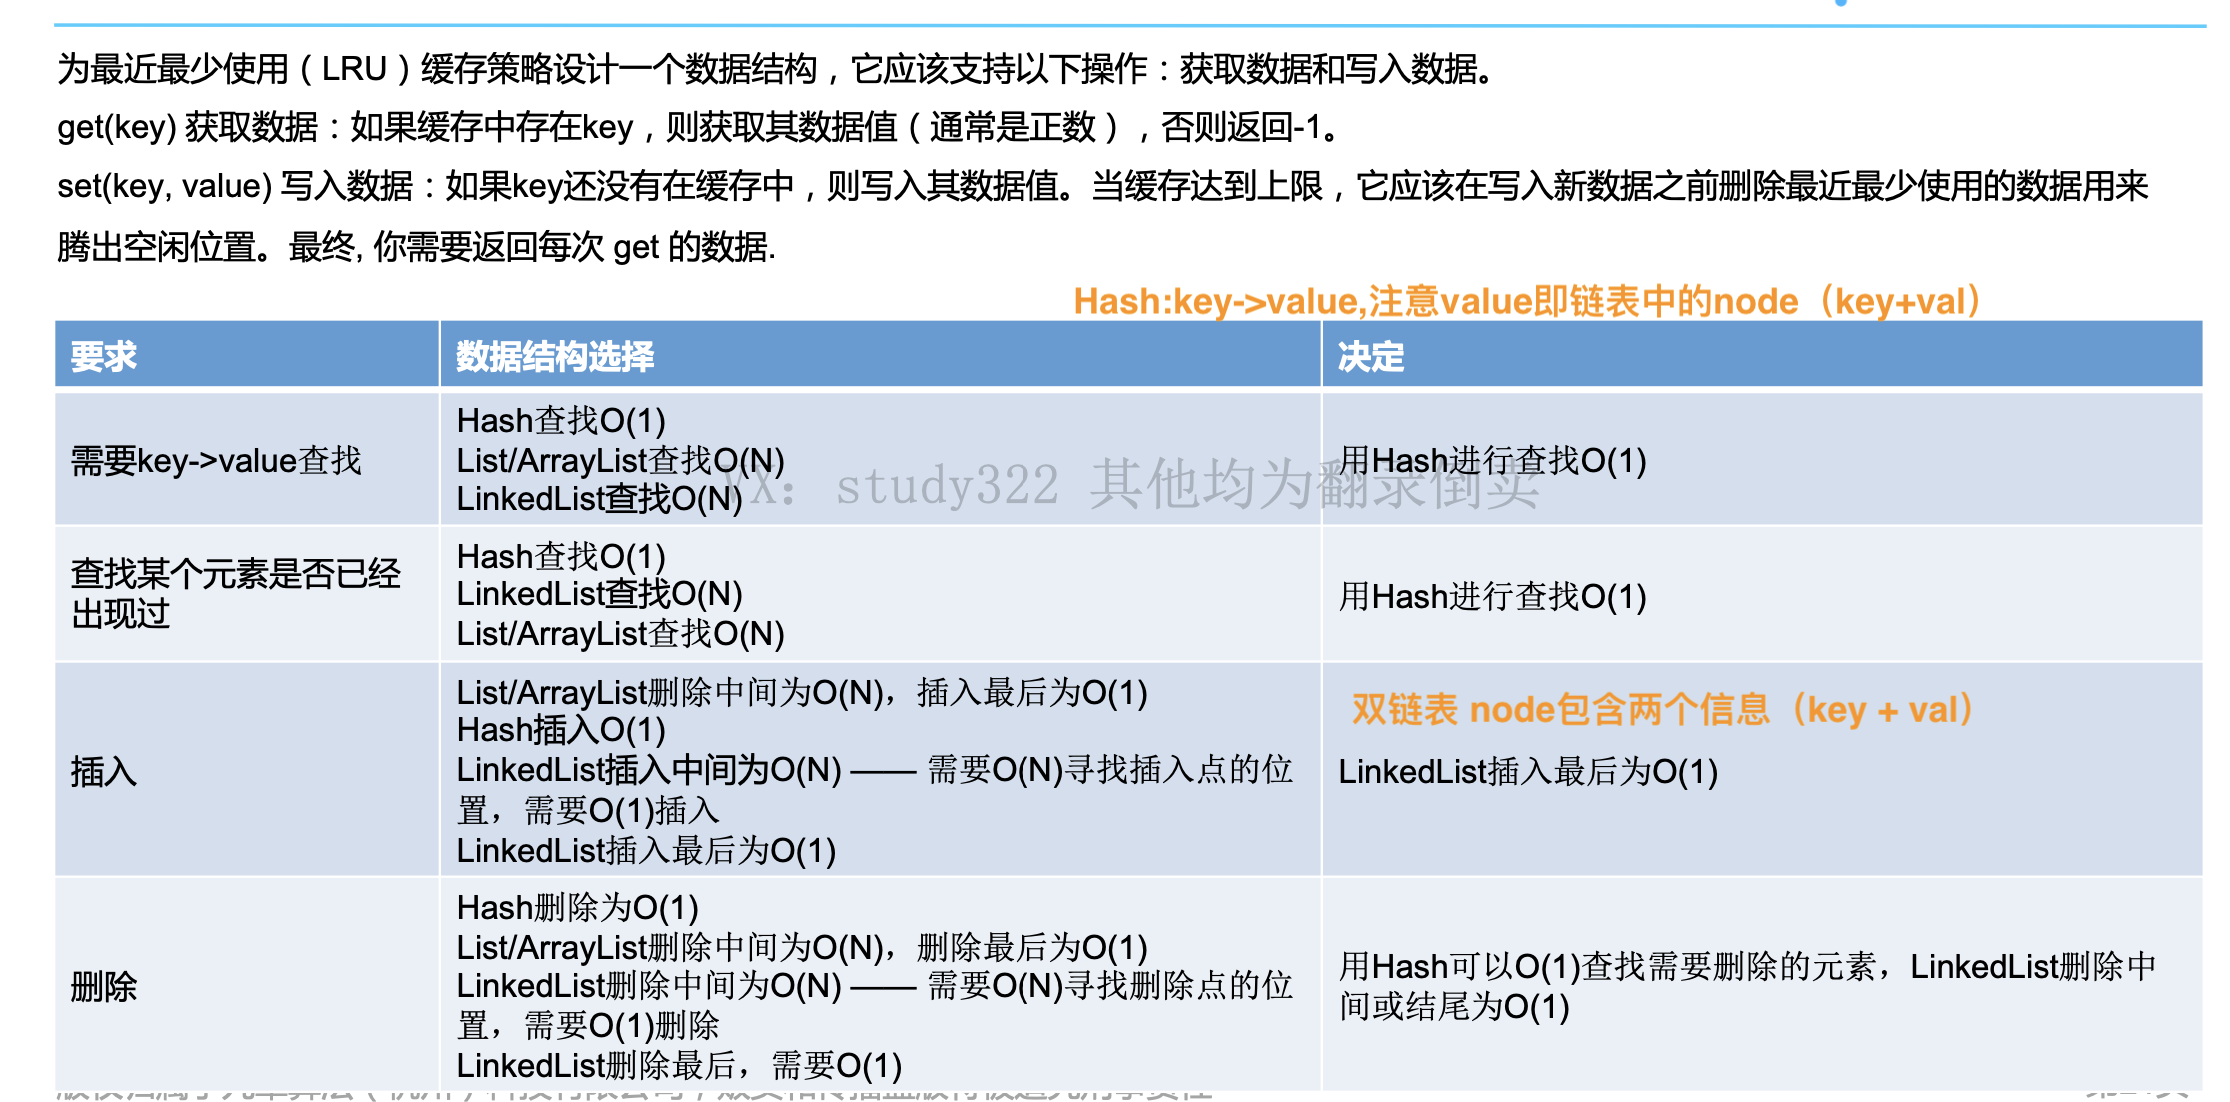 为最近最少使用（LRU）缓存策略设计一个数据结构，它应该支持以下操作：获取数据和写入数据。
get(key) 获取数据：如果缓存中存在key，则获取其数据值（通常是正数），否则返回-1。
set(key, value) 写入数据：如果key还没有在缓存中，则写入其数据值。当缓存达到上限，它应该在写入新数据之前删除最近最少使用的数据用来
腾出空闲位置。最终, 你需要返回每次 get 的数据.
Hash:key->value,注意value即链表中的node（key+val）
要求 数据结构选择 决定
需要key->value查找
Hash查找O(1)
List/ArrayList查找O(N)
LinkedList查找O(N)
用Hash进行查找O(1)
VX：study322 其他均为翻录倒卖
查找某个元素是否已经
出现过
Hash查找O(1)
LinkedList查找O(N)
List/ArrayList查找O(N)
用Hash进行查找O(1)
插入
List/ArrayList删除中间为O(N)，插入最后为O(1)
Hash插入O(1)
LinkedList插入中间为O(N) —— 需要O(N)寻找插入点的位
置，需要O(1)插入
LinkedList插入最后为O(1)
双链表 node包含两个信息（key + val）
LinkedList插入最后为O(1)
删除
Hash删除为O(1)
List/ArrayList删除中间为O(N)，删除最后为O(1)
LinkedList删除中间为O(N) —— 需要O(N)寻找删除点的位
置，需要O(1)删除
LinkedList删除最后，需要O(1)
用Hash可以O(1)查找需要删除的元素，LinkedList删除中
间或结尾为O(1)